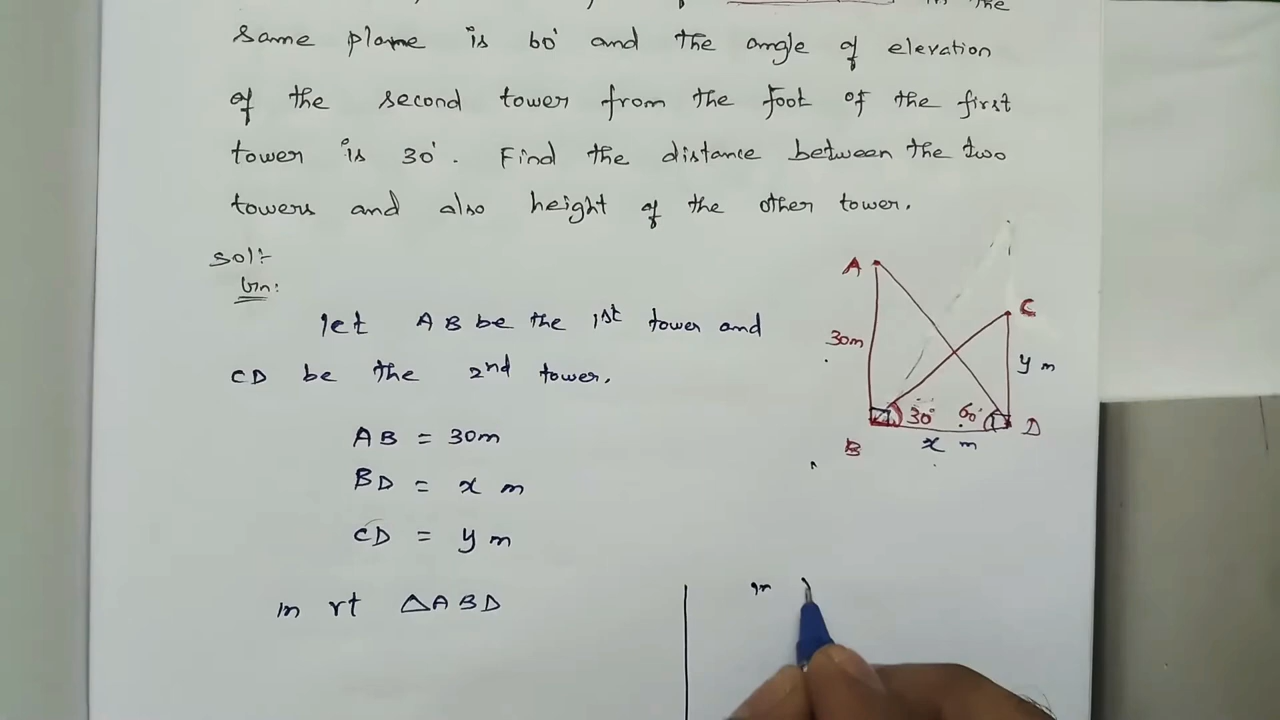 the
same plane is 60° and the angle of elevation
of the second tower from the foot of the first
tower is 30°. Find the distance between the two
towers and also height of the other tower.
Sol:-
Gn:
let AB be the 1st tower and
CD be the 2nd tower.
AB = 30m
BD = x m
CD = y m
In rt △ABD
In
A
C
30m
y m
30° 60°
B
x m
D